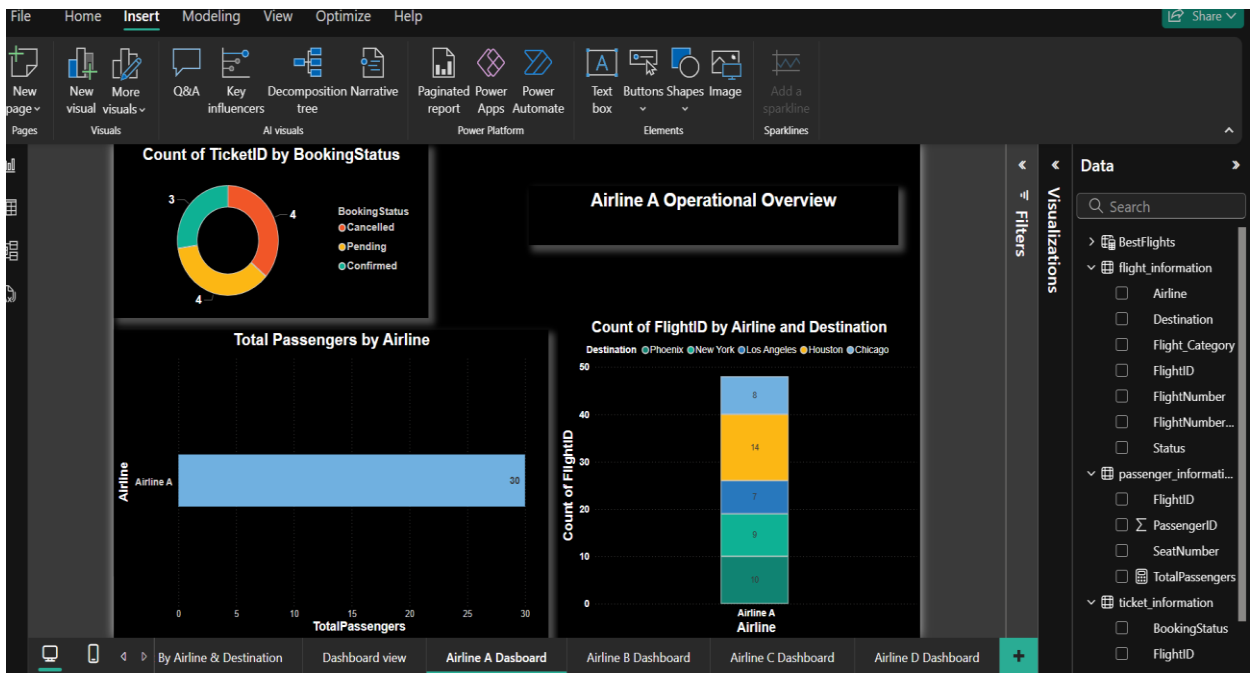 File Home Insert Modeling View Optimize Help Share
New page
New visual
More visuals
Q&A
Key influencers
Decomposition tree
Narrative
Paginated report
Power Apps
Power Automate
Text box
Buttons
Shapes
Image
Add a sparkline
Pages Visuals AI visuals Power Platform Elements Sparklines
Count of TicketID by BookingStatus
3
4
4
BookingStatus
Cancelled
Pending
Confirmed
Airline A Operational Overview
Total Passengers by Airline
Airline
Airline A
30
0 5 10 15 20 25 30
TotalPassengers
Count of FlightID by Airline and Destination
Destination Phoenix New York Los Angeles Houston Chicago
Count of FlightID
50
40
30
20
10
0
8
14
7
9
10
Airline A
Airline
Filters
Visualizations
Data
Search
BestFlights
flight_information
Airline
Destination
Flight_Category
FlightID
FlightNumber
FlightNumber...
Status
passenger_informati...
FlightID
PassengerID
SeatNumber
TotalPassengers
ticket_information
BookingStatus
FlightID
By Airline & Destination Dashboard view Airline A Dasboard Airline B Dashboard Airline C Dashboard Airline D Dashboard